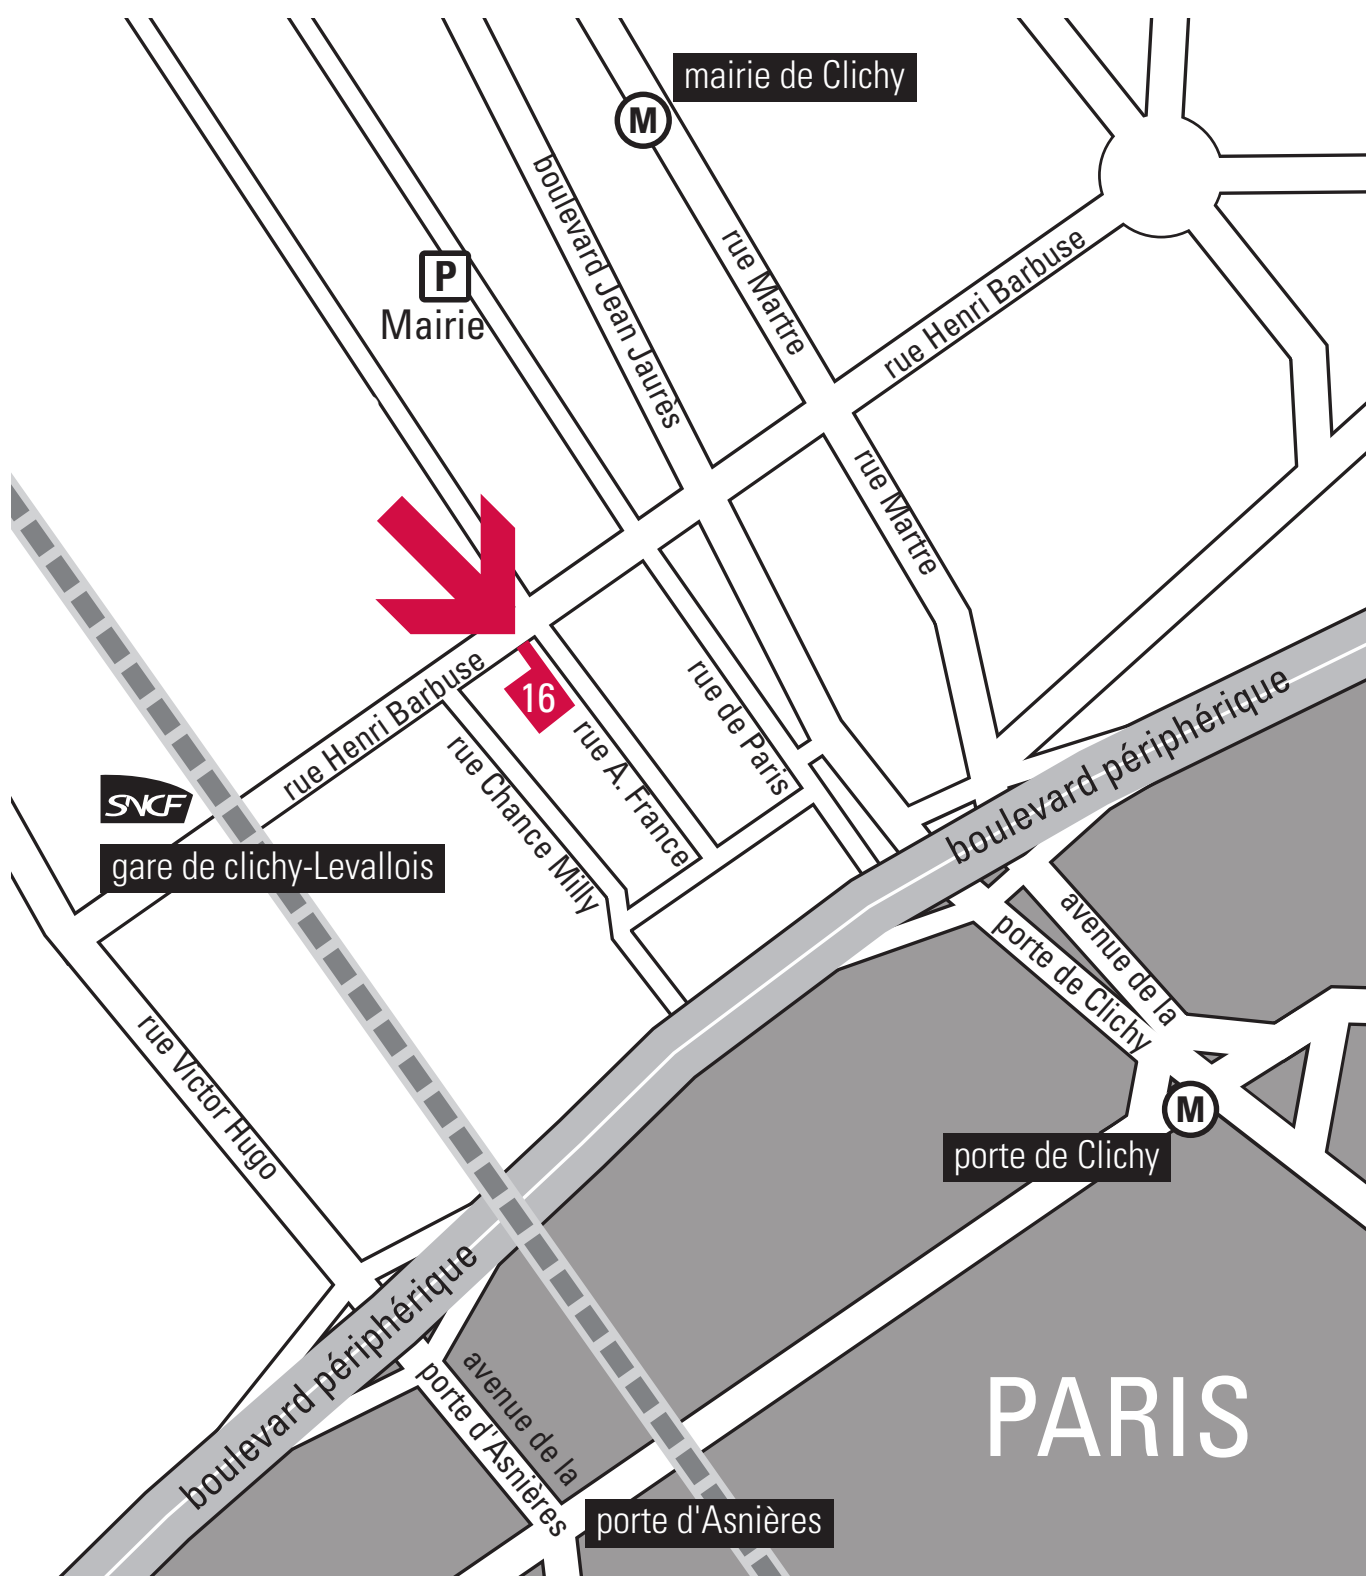 mairie de Clichy
M
boulevard Jean Jaurès
rue Martre
rue Henri Barbuse
P
Mairie
rue Martre
rue Henri Barbuse
16
rue de Paris
rue A. France
rue Chance Milly
boulevard périphérique
SNCF
gare de clichy-Levallois
avenue de la
porte de Clichy
rue Victor Hugo
M
porte de Clichy
boulevard périphérique
avenue de la
porte d'Asnières
PARIS
porte d'Asnières